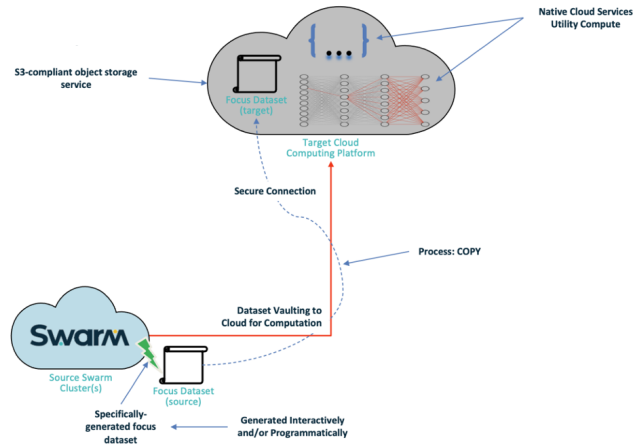 Native Cloud Services
Utility Compute
{ ... }
S3-compliant object storage
service
Focus Dataset
(target)
Target Cloud
Computing Platform
Secure Connection
Process: COPY
Dataset Vaulting to
Cloud for Computation
Swarm
Source Swarm
Cluster(s)
Focus Dataset
(source)
Specifically-
generated focus
dataset
Generated Interactively
and/or Programmatically